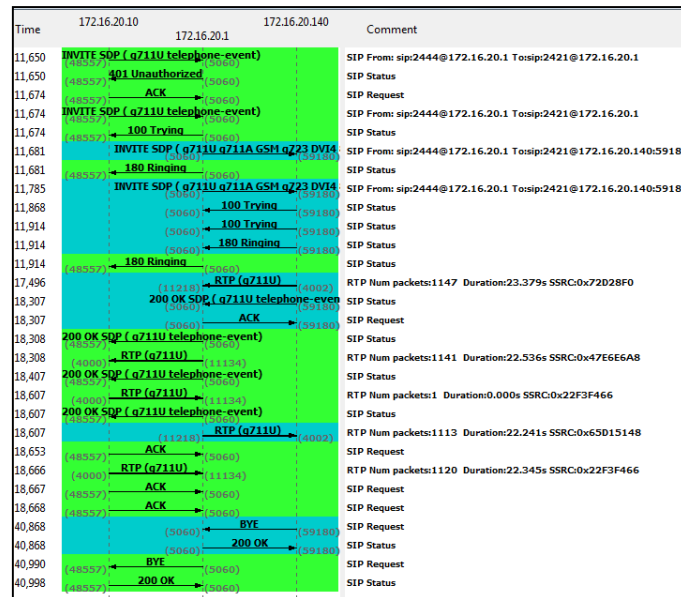 Time 172.16.20.10 172.16.20.140 Comment
172.16.20.1
11,650 INVITE SDP ( g711U telephone-event) SIP From: sip:2444@172.16.20.1 To:sip:2421@172.16.20.1
(48557) (5060)
11,650 401 Unauthorized SIP Status
(48557) (5060)
11,674 ACK SIP Request
(48557) (5060)
11,674 INVITE SDP ( g711U telephone-event) SIP From: sip:2444@172.16.20.1 To:sip:2421@172.16.20.1
(48557) (5060)
11,674 100 Trying SIP Status
(48557) (5060)
11,681 INVITE SDP ( g711U g711A GSM g723 DVI4 SIP From: sip:2444@172.16.20.1 To:sip:2421@172.16.20.140:5918
(5060) (59180)
11,681 180 Ringing SIP Status
(48557) (5060)
11,785 INVITE SDP ( g711U g711A GSM g723 DVI4 SIP From: sip:2444@172.16.20.1 To:sip:2421@172.16.20.140:5918
(5060) (59180)
11,868 100 Trying SIP Status
(5060) (59180)
11,914 100 Trying SIP Status
(5060) (59180)
11,914 180 Ringing SIP Status
(5060) (59180)
11,914 180 Ringing SIP Status
(48557) (5060)
17,496 RTP (g711U) RTP Num packets:1147 Duration:23.379s SSRC:0x72D28F0
(11218) (4002)
18,307 200 OK SDP ( g711U telephone-even SIP Status
(5060) (59180)
18,307 ACK SIP Request
(5060) (59180)
18,308 200 OK SDP ( g711U telephone-event) SIP Status
(48557) (5060)
18,308 RTP (g711U) RTP Num packets:1141 Duration:22.536s SSRC:0x47E6E6A8
(4000) (11134)
18,407 200 OK SDP ( g711U telephone-event) SIP Status
(48557) (5060)
18,607 RTP (g711U) RTP Num packets:1 Duration:0.000s SSRC:0x22F3F466
(4000) (11134)
18,607 200 OK SDP ( g711U telephone-event) SIP Status
(48557) (5060)
18,607 RTP (g711U) RTP Num packets:1113 Duration:22.241s SSRC:0x65D15148
(11218) (4002)
18,653 ACK SIP Request
(48557) (5060)
18,666 RTP (g711U) RTP Num packets:1120 Duration:22.345s SSRC:0x22F3F466
(4000) (11134)
18,667 ACK SIP Request
(48557) (5060)
18,668 ACK SIP Request
(48557) (5060)
40,868 BYE SIP Request
(5060) (59180)
40,868 200 OK SIP Status
(5060) (59180)
40,990 BYE SIP Request
(48557) (5060)
40,998 200 OK SIP Status
(48557) (5060)